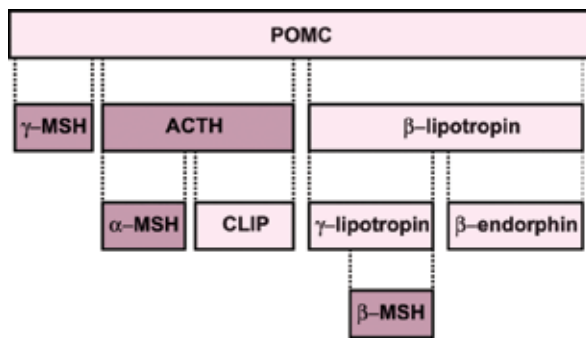 POMC
γ–MSH
ACTH
β–lipotropin
α–MSH
CLIP
γ–lipotropin
β–endorphin
β–MSH